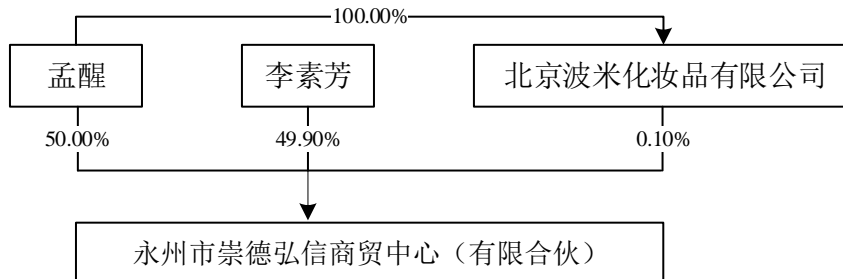 100.00%
孟醒
李素芳
北京波米化妆品有限公司
50.00%
49.90%
0.10%
永州市崇德弘信商贸中心（有限合伙）